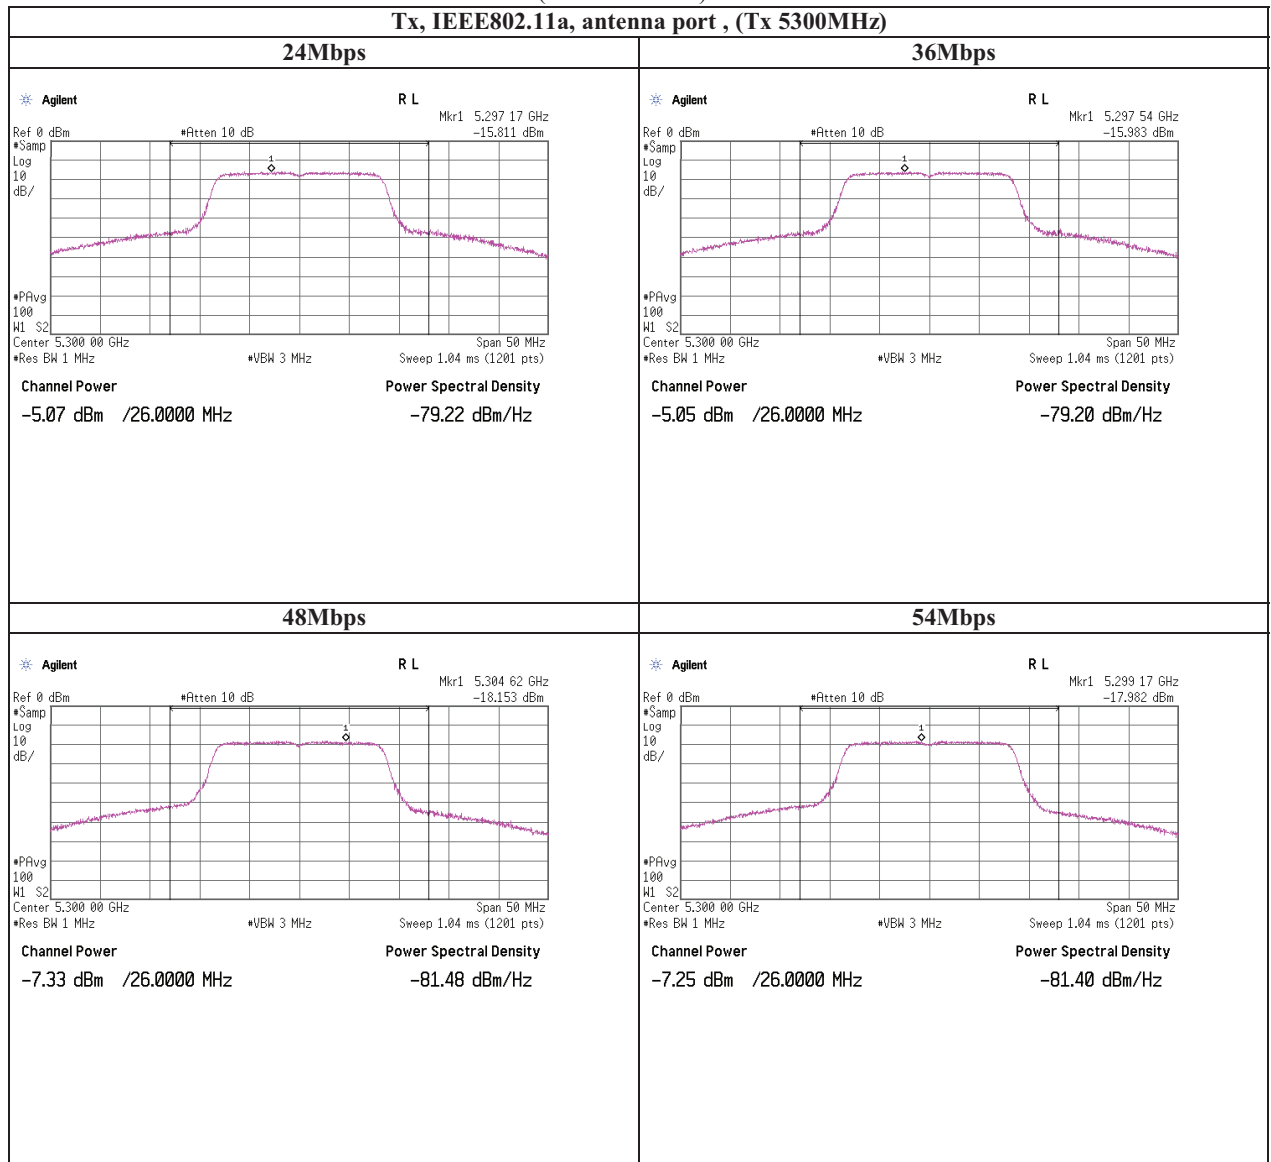 Tx, IEEE802.11a, antenna port , (Tx 5300MHz)
24Mbps
36Mbps
Agilent R L
Mkr1 5.297 17 GHz
Ref 0 dBm #Atten 10 dB -15.811 dBm
#Samp
Log
10
dB/
1
#PAvg
100
W1 S2
Center 5.300 00 GHz Span 50 MHz
#Res BW 1 MHz #VBW 3 MHz Sweep 1.04 ms (1201 pts)
Channel Power Power Spectral Density
-5.07 dBm /26.0000 MHz -79.22 dBm/Hz
Agilent R L
Mkr1 5.297 54 GHz
Ref 0 dBm #Atten 10 dB -15.983 dBm
#Samp
Log
10
dB/
1
#PAvg
100
W1 S2
Center 5.300 00 GHz Span 50 MHz
#Res BW 1 MHz #VBW 3 MHz Sweep 1.04 ms (1201 pts)
Channel Power Power Spectral Density
-5.05 dBm /26.0000 MHz -79.20 dBm/Hz
48Mbps
54Mbps
Agilent R L
Mkr1 5.304 62 GHz
Ref 0 dBm #Atten 10 dB -18.153 dBm
#Samp
Log
10
dB/
1
#PAvg
100
W1 S2
Center 5.300 00 GHz Span 50 MHz
#Res BW 1 MHz #VBW 3 MHz Sweep 1.04 ms (1201 pts)
Channel Power Power Spectral Density
-7.33 dBm /26.0000 MHz -81.48 dBm/Hz
Agilent R L
Mkr1 5.299 17 GHz
Ref 0 dBm #Atten 10 dB -17.982 dBm
#Samp
Log
10
dB/
1
#PAvg
100
W1 S2
Center 5.300 00 GHz Span 50 MHz
#Res BW 1 MHz #VBW 3 MHz Sweep 1.04 ms (1201 pts)
Channel Power Power Spectral Density
-7.25 dBm /26.0000 MHz -81.40 dBm/Hz